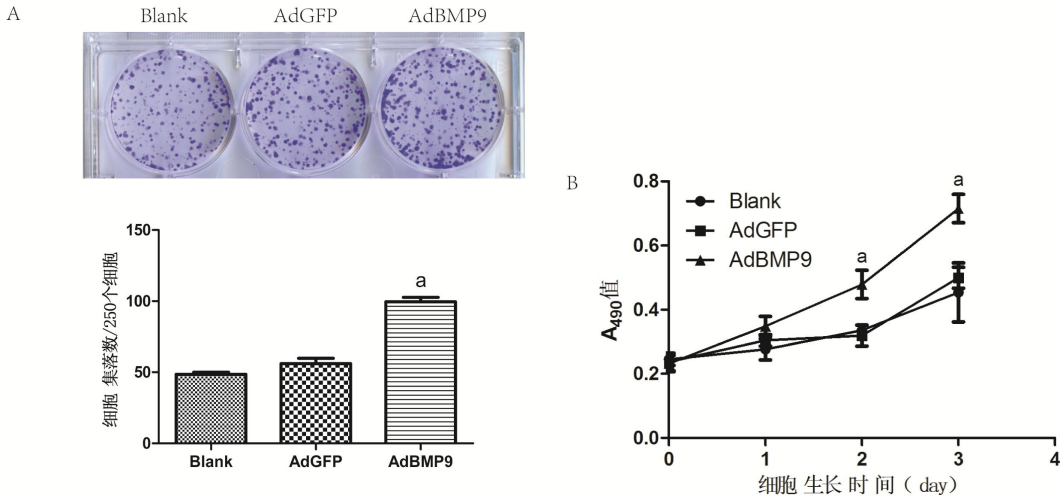 A
Blank AdGFP AdBMP9
150
100
50
0
细胞 集落数/250个细胞
a
Blank AdGFP AdBMP9
B
0.8
0.6
0.4
0.2
0.0
A490值
Blank
AdGFP
AdBMP9
a
a
0 1 2 3 4
细胞 生长 时 间 ( day)